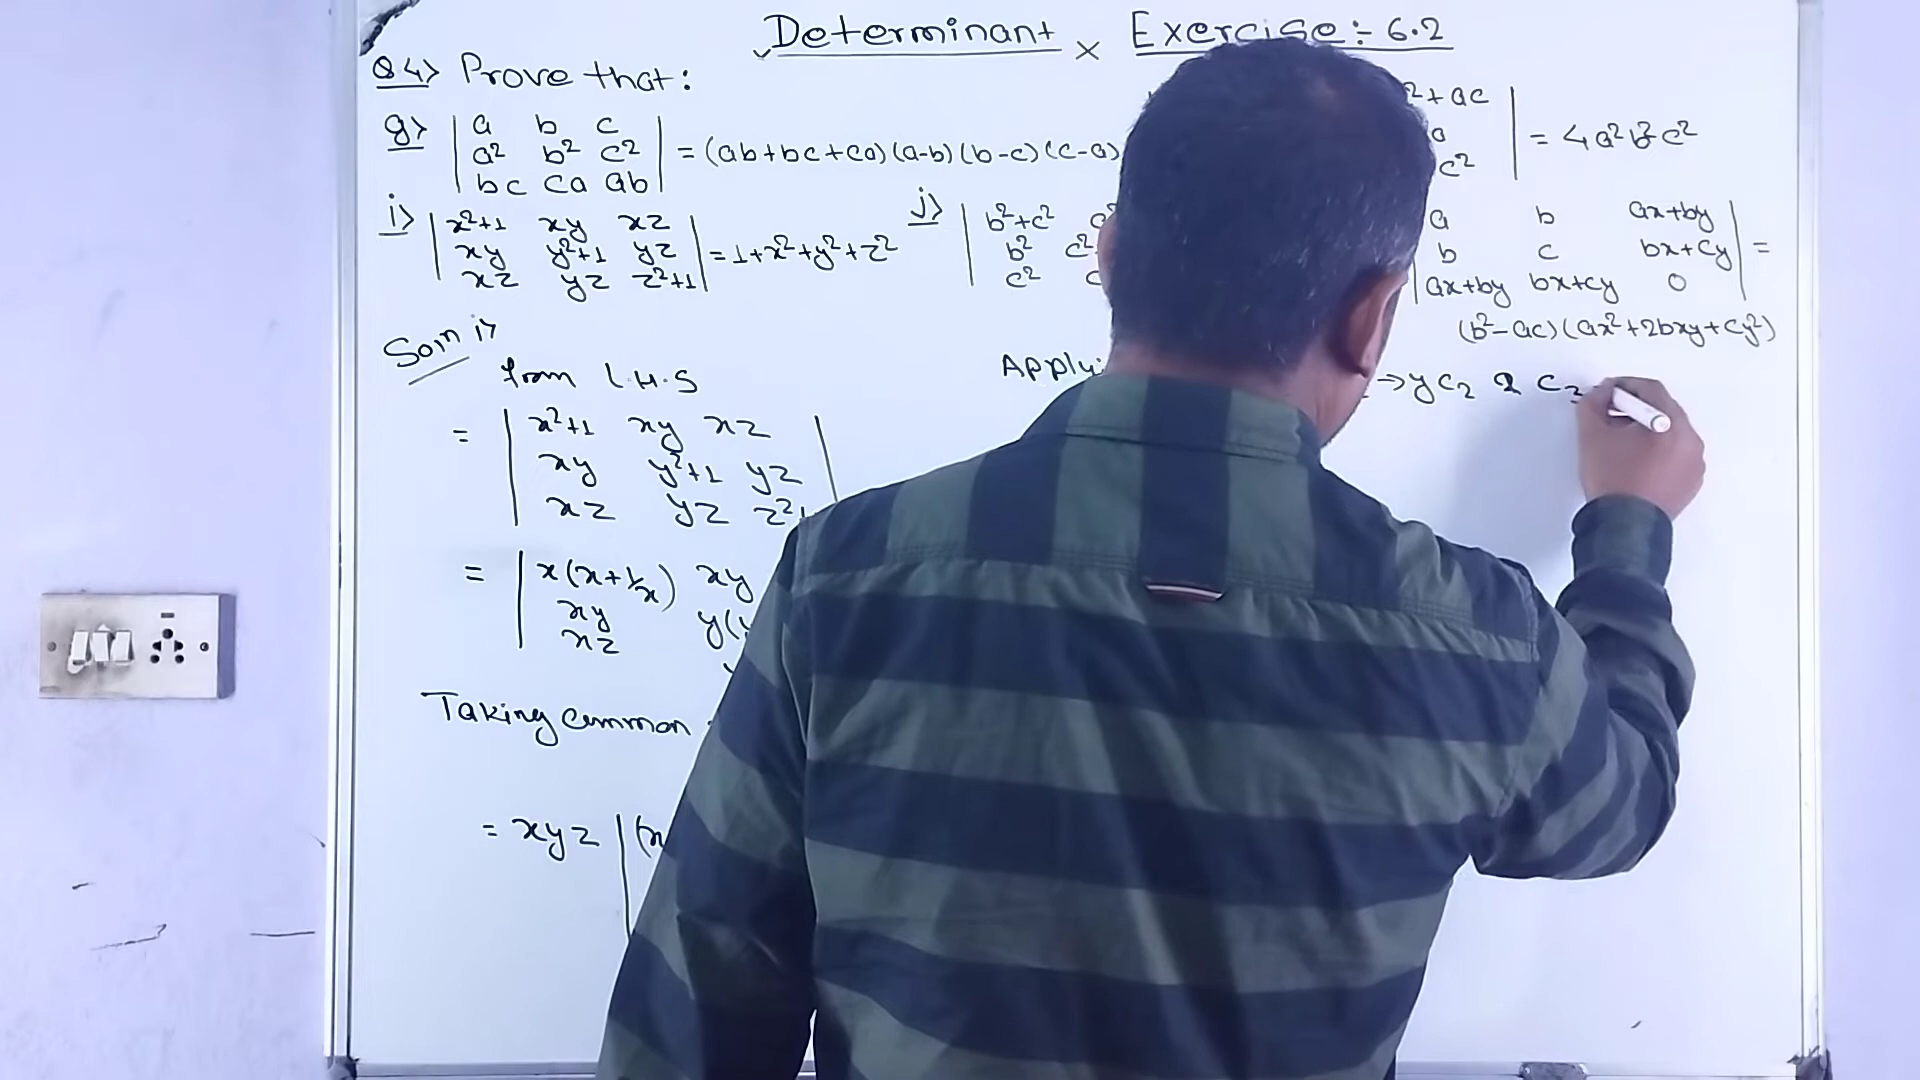 Determinant Exercise:- 6.2
Q 4> Prove that:
g> | a b c |
| a² b² c² | = (ab+bc+ca)(a-b)(b-c)(c-a)
| bc ca ab |
²+ac |
a | = 4a²b²c²
c² |
i> | x²+1 xy xz |
| xy y²+1 yz | = 1+x²+y²+z²
| xz yz z²+1 |
j> | b²+c²
| b² c²
| c²
a b ax+by |
b c bx+cy | =
| ax+by bx+cy 0 |
(b²-ac)(ax²+2bxy+cy²)
Soln i>
from L.H.S
= | x²+1 xy xz |
| xy y²+1 yz |
| xz yz z²+
= | x(x+1/x) xy
| xy y(
| xz
Taking common
= xyz | (x
→ y C₂ & C₃